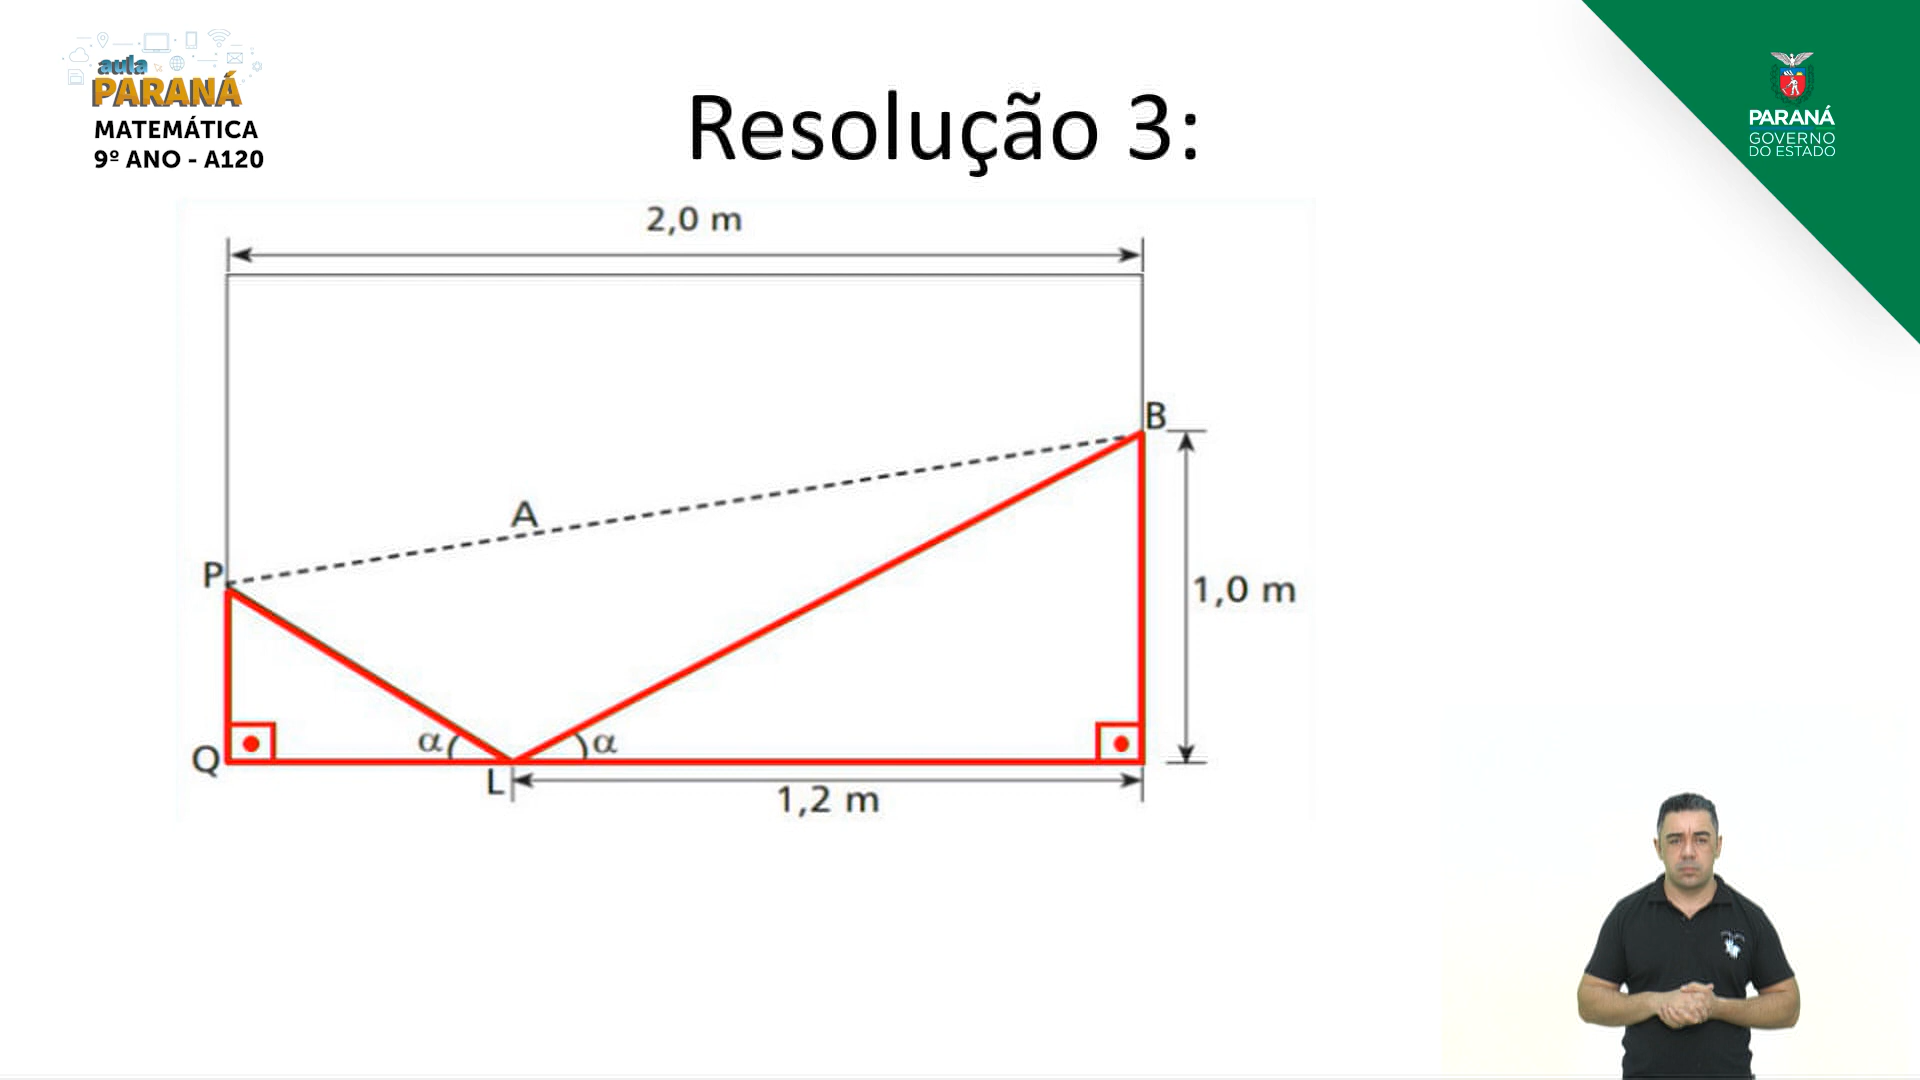 aula
PARANÁ
MATEMÁTICA
9º ANO - A120
Resolução 3:
PARANÁ
GOVERNO
DO ESTADO
2,0 m
B
A
P
1,0 m
α
α
Q
L
1,2 m